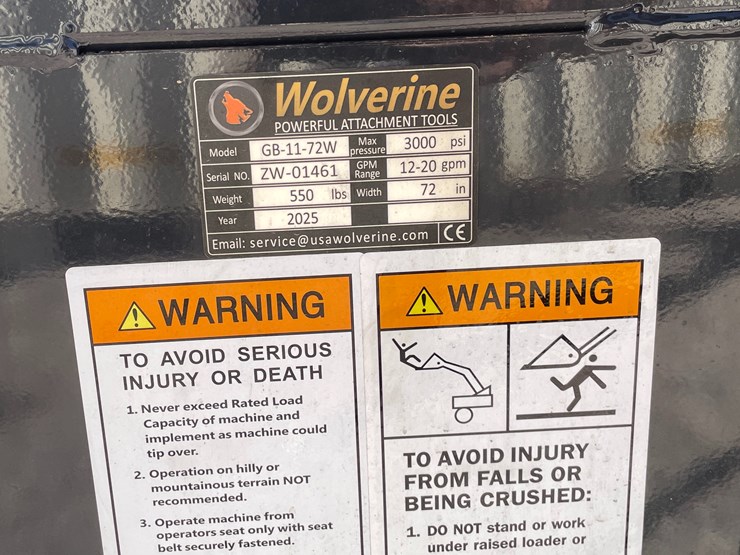 Wolverine
POWERFUL ATTACHMENT TOOLS
Model GB-11-72W Max pressure 3000 psi
Serial NO. ZW-01461 GPM Range 12-20 gpm
Weight 550 lbs Width 72 in
Year 2025
Email: service@usawolverine.com CE
WARNING
TO AVOID SERIOUS
INJURY OR DEATH
1. Never exceed Rated Load
Capacity of machine and
implement as machine could
tip over.
2. Operation on hilly or
mountainous terrain NOT
recommended.
3. Operate machine from
operators seat only with seat
belt securely fastened.
WARNING
TO AVOID INJURY
FROM FALLS OR
BEING CRUSHED:
1. DO NOT stand or work
under raised loader or